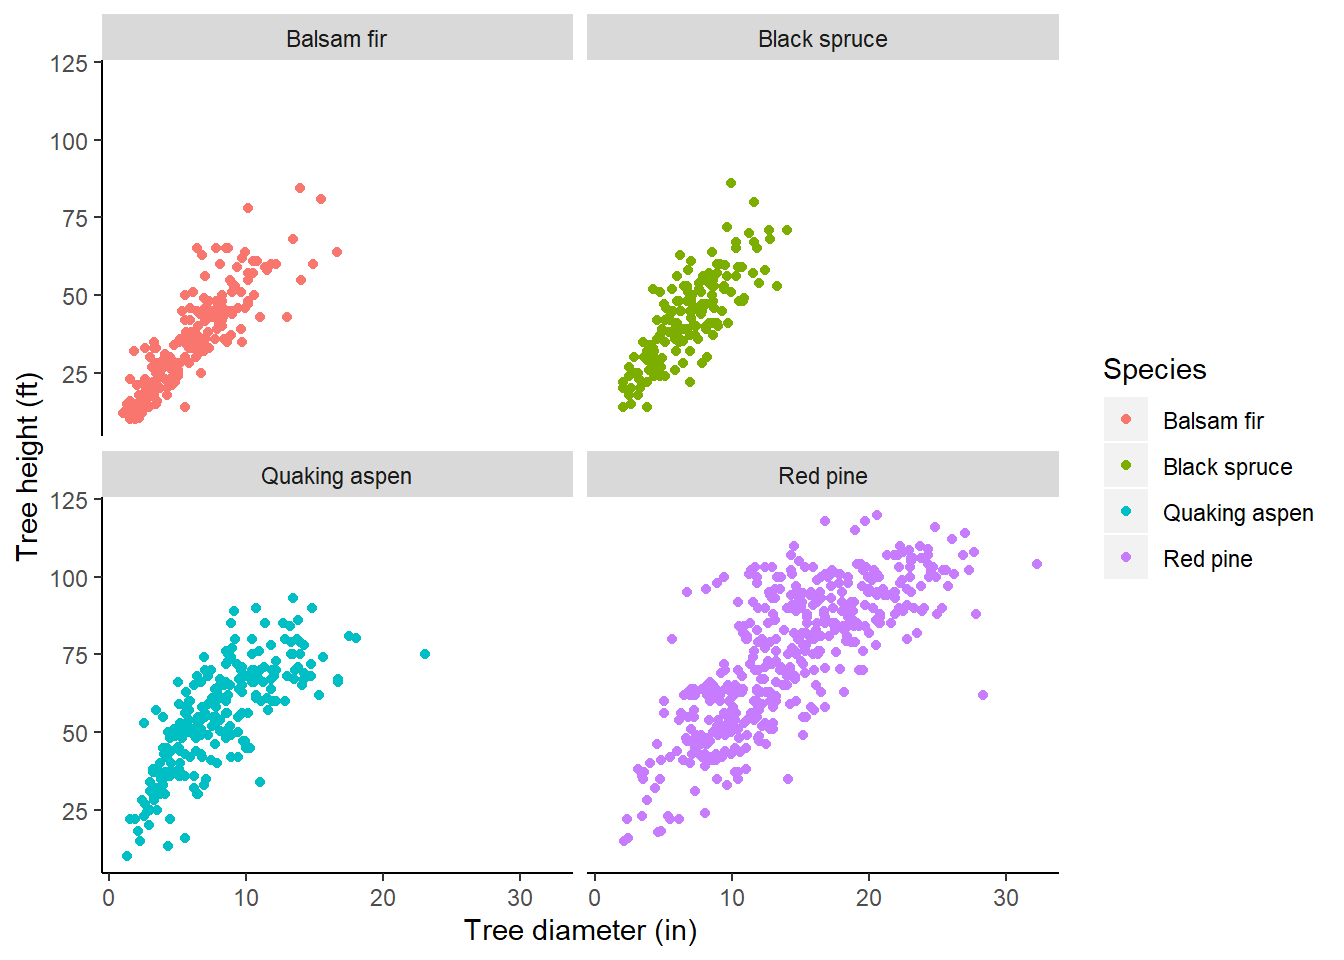 Balsam fir
Black spruce
125
100
75
50
25
Quaking aspen
Red pine
125
100
75
50
25
0 10 20 30
0 10 20 30
Tree diameter (in)
Tree height (ft)
Species
Balsam fir
Black spruce
Quaking aspen
Red pine